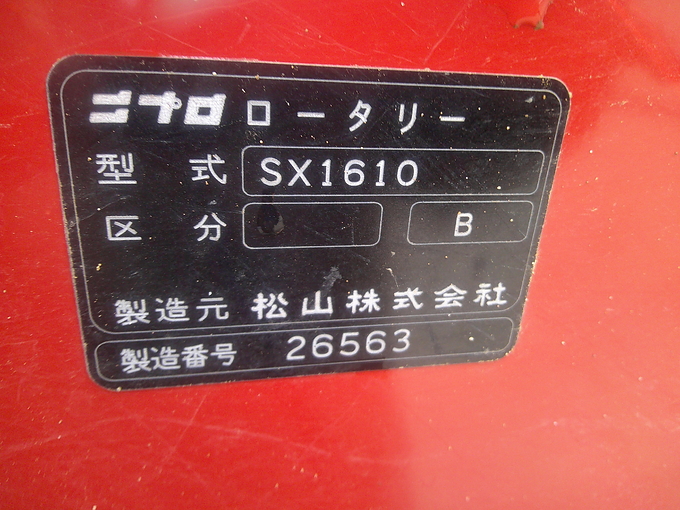 ニプロ ロータリー
型式 SX1610
区分 B
製造元 松山株式会社
製造番号 26563